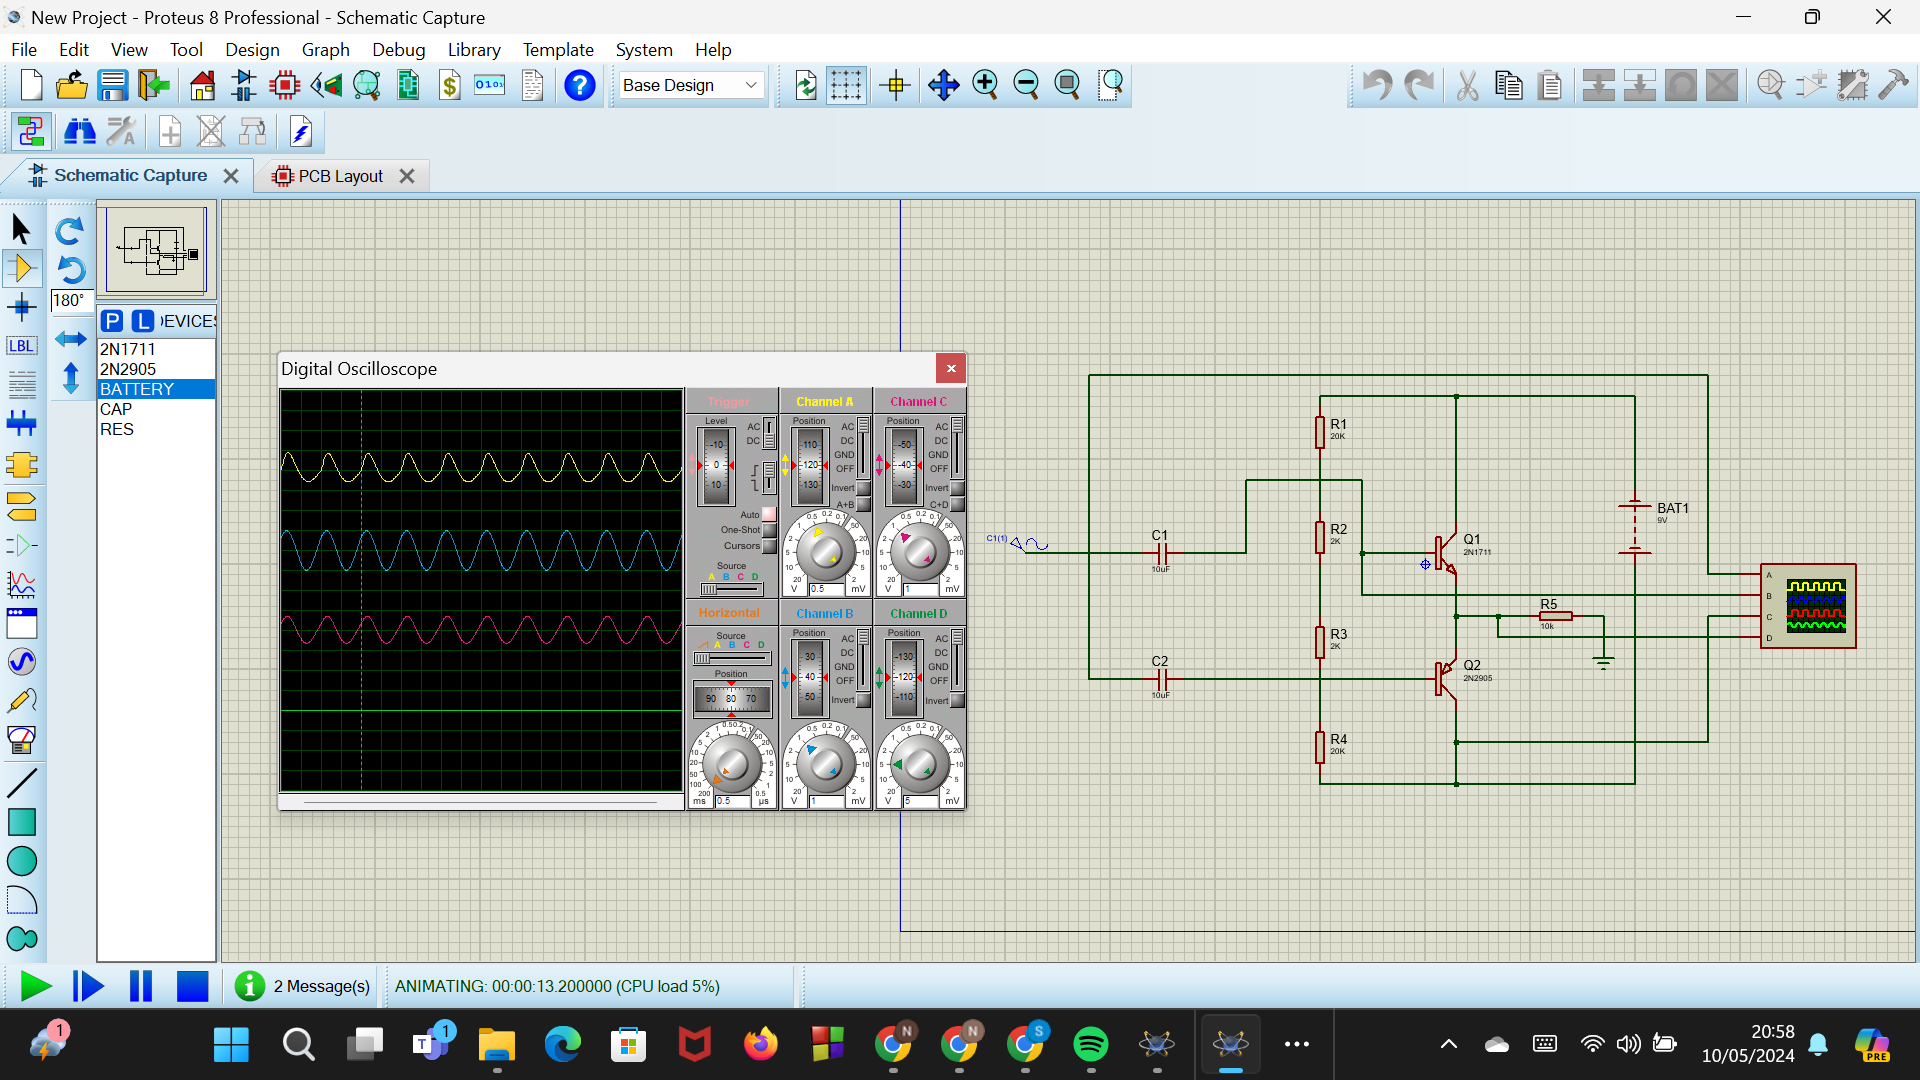 New Project - Proteus 8 Professional - Schematic Capture
File Edit View Tool Design Graph Debug Library Template System Help
Base Design
Schematic Capture
PCB Layout
180°
P L DEVICES
2N1711
2N2905
BATTERY
CAP
RES
LBL
Digital Oscilloscope
Trigger
Level
-10
0
10
AC
DC
Auto
One-Shot
Cursors
Source
A B C D
Channel A
Position
110
120
130
AC
DC
GND
OFF
Invert
A+B
V 0.5 mV
Channel C
Position
-50
-40
-30
AC
DC
GND
OFF
Invert
C+D
V 1 mV
Horizontal
Source
A B C D
Position
90 80 70
ms 0.5 µs
Channel B
Position
30
40
50
AC
DC
GND
OFF
Invert
V 1 mV
Channel D
Position
-130
-120
-110
AC
DC
GND
OFF
Invert
V 5 mV
C1(1)
C1
10uF
C2
10uF
R1
20K
R2
2K
R3
2K
R4
20K
Q1
2N1711
Q2
2N2905
R5
10k
BAT1
9V
A
B
C
D
2 Message(s)
ANIMATING: 00:00:13.200000 (CPU load 5%)
20:58
10/05/2024